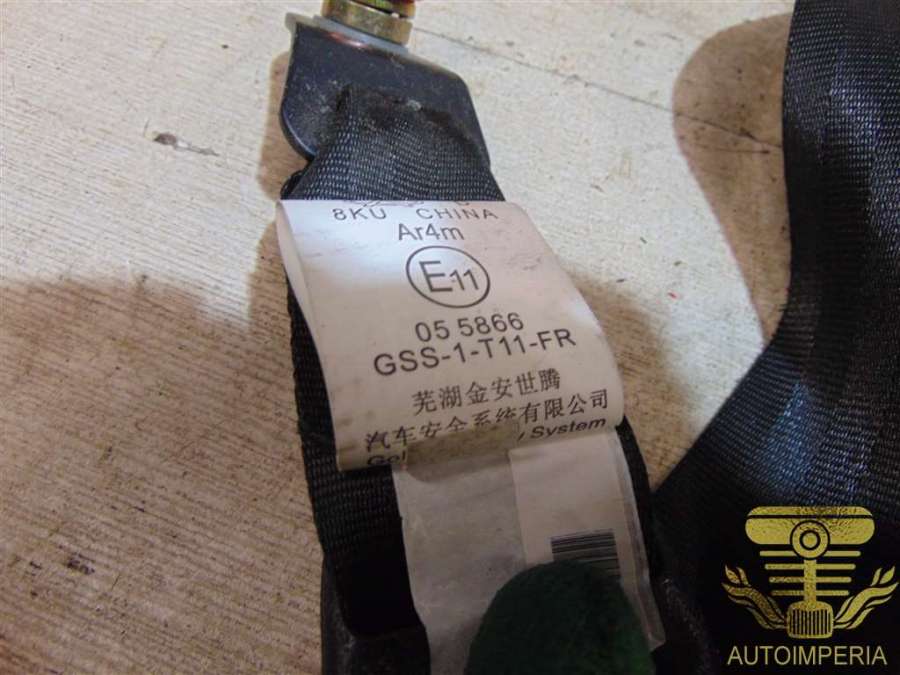 8KU CHINA
Ar4m
E11
05 5866
GSS-1-T11-FR
芜湖金安世腾
汽车安全系统有限公司
System
AUTOIMPERIA